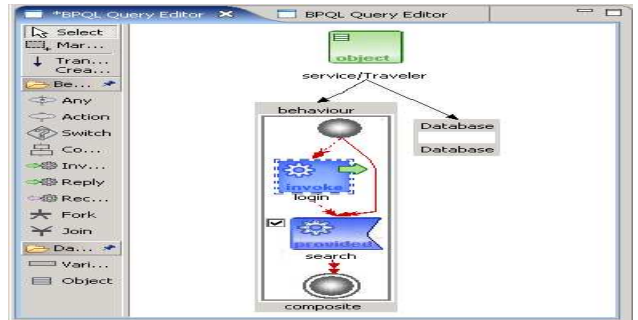 *BPQL Query Editor
BPQL Query Editor
Select
Mar...
Tran...
Crea...
Be...
Any
Action
Switch
Co...
Inv...
Reply
Rec...
Fork
Join
Da...
Vari...
Object
object
service/Traveler
behaviour
invoke
login
provided
search
composite
Database
Database